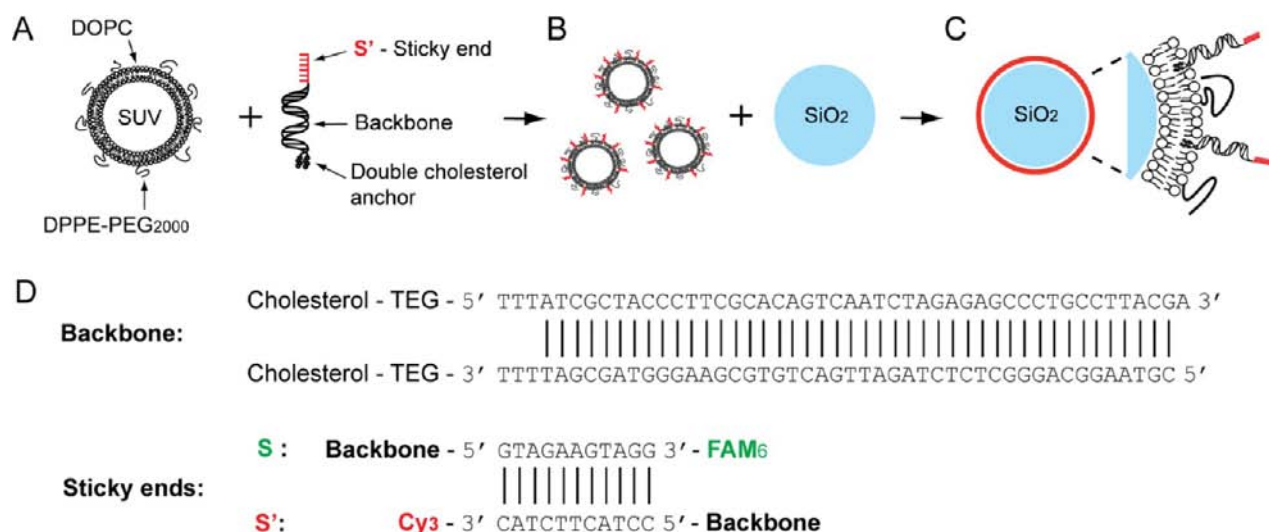 A
DOPC
SUV
DPPE-PEG2000
+
S' - Sticky end
Backbone
Double cholesterol
anchor
B
+
SiO2
C
SiO2
D
Backbone:
Cholesterol - TEG - 5' TTTATCGCTACCCTTCGCACAGTCAATCTAGAGAGCCCTGCCTTACGA 3'
Cholesterol - TEG - 3' TTTTAGCGATGGGAAGCGTGTCAGTTAGATCTCTCGGGACGGAATGC 5'
Sticky ends:
S : Backbone - 5' GTAGAAGTAGG 3' - FAM6
S': Cy3 - 3' CATCTTCATCC 5' - Backbone